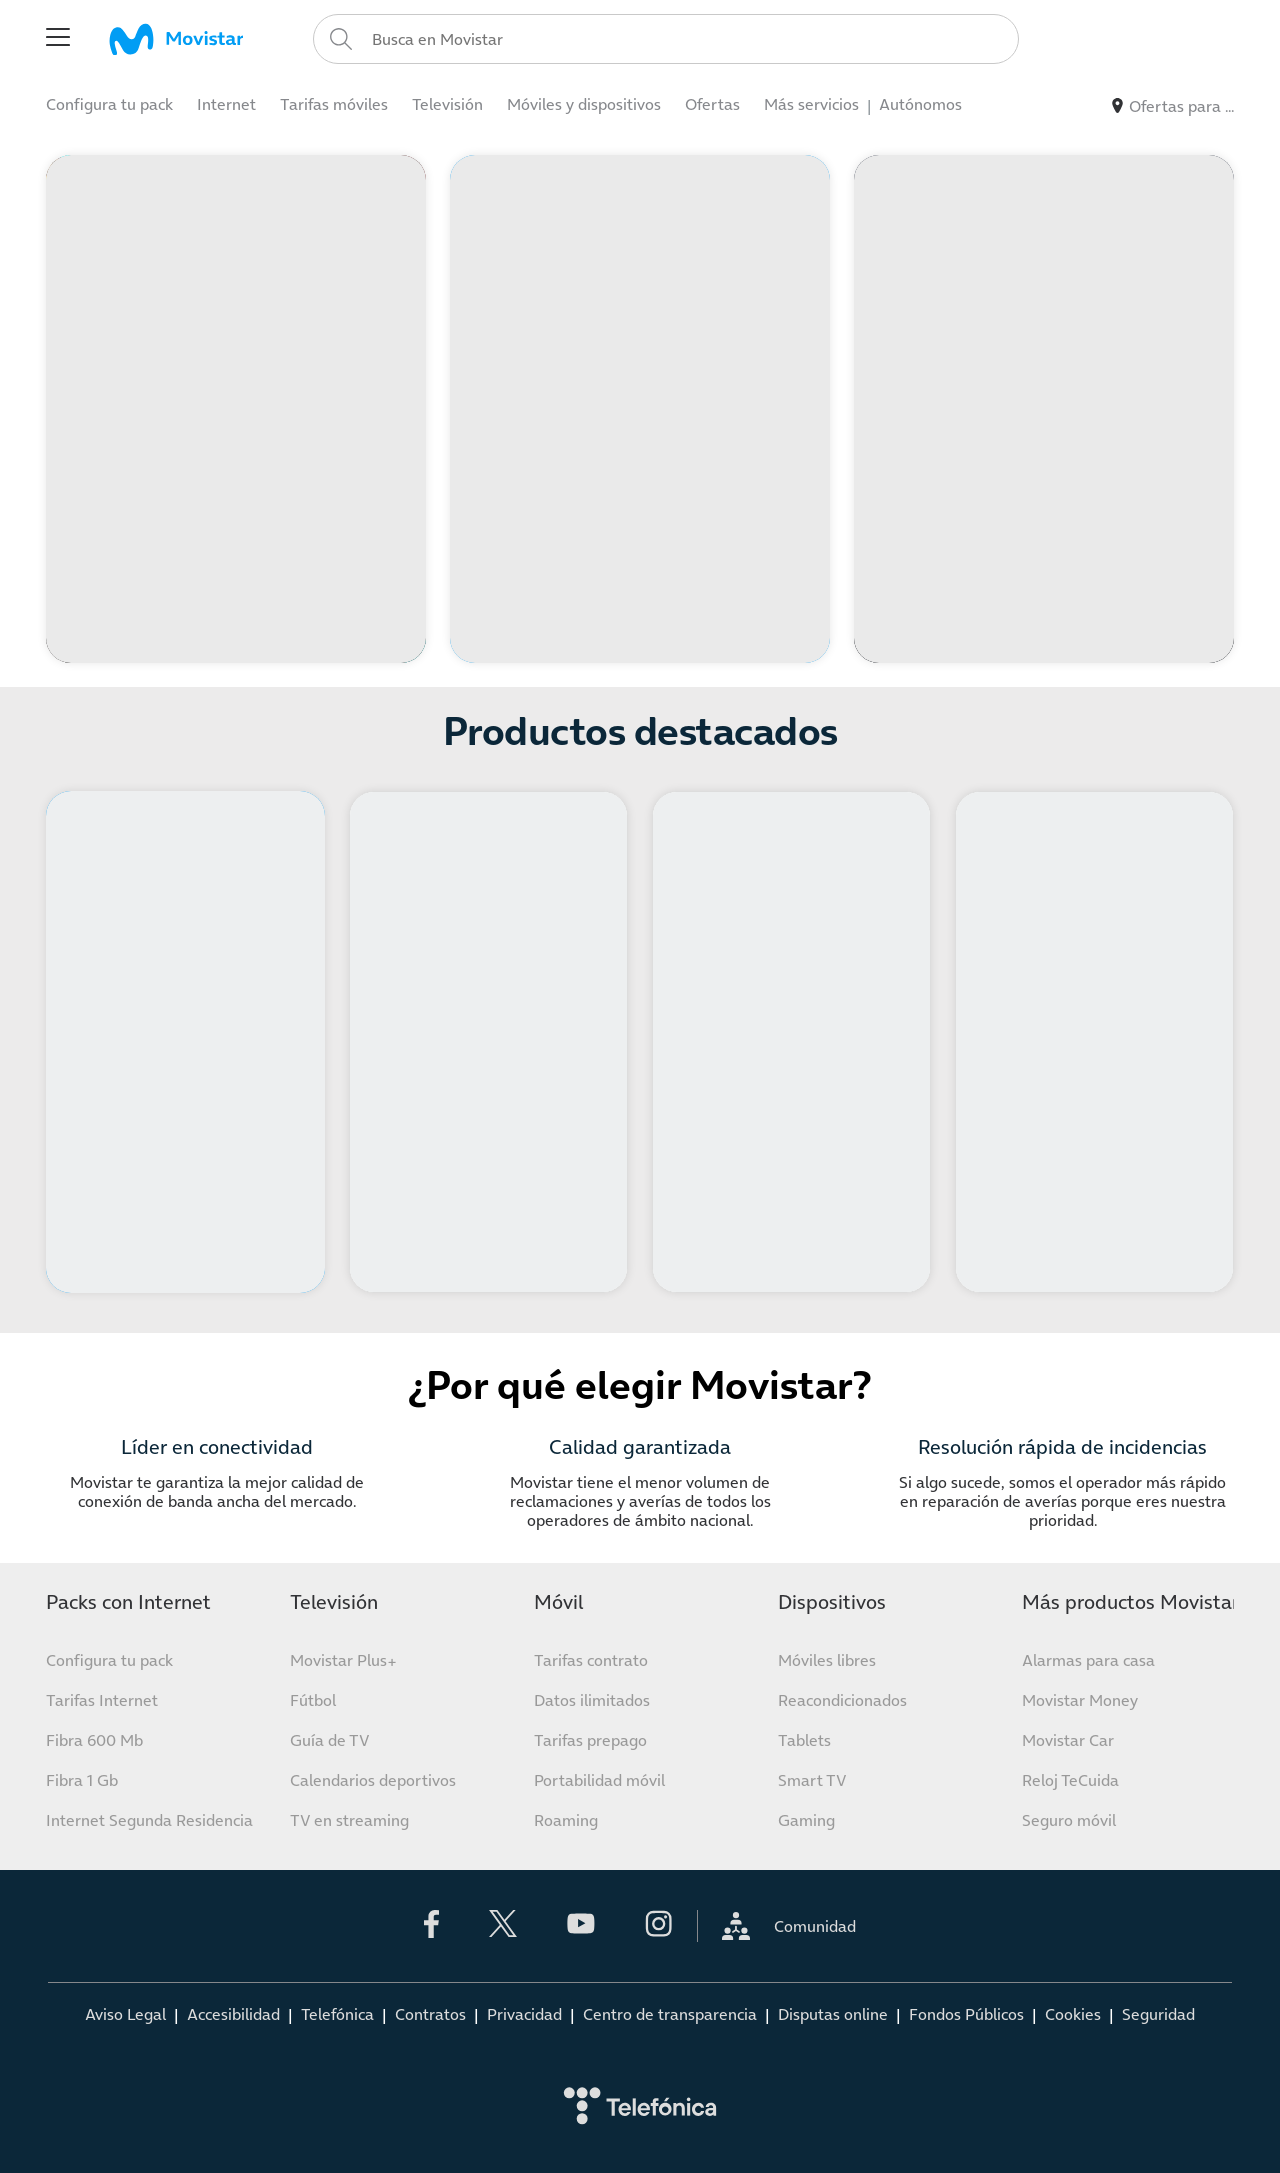 Movistar
Busca en Movistar
Configura tu pack
Internet
Tarifas móviles
Televisión
Móviles y dispositivos
Ofertas
Más servicios | Autónomos
Ofertas para ...
Productos destacados
¿Por qué elegir Movistar?
Líder en conectividad
Movistar te garantiza la mejor calidad de
conexión de banda ancha del mercado.
Calidad garantizada
Movistar tiene el menor volumen de
reclamaciones y averías de todos los
operadores de ámbito nacional.
Resolución rápida de incidencias
Si algo sucede, somos el operador más rápido
en reparación de averías porque eres nuestra
prioridad.
Packs con Internet
Configura tu pack
Tarifas Internet
Fibra 600 Mb
Fibra 1 Gb
Internet Segunda Residencia
Televisión
Movistar Plus+
Fútbol
Guía de TV
Calendarios deportivos
TV en streaming
Móvil
Tarifas contrato
Datos ilimitados
Tarifas prepago
Portabilidad móvil
Roaming
Dispositivos
Móviles libres
Reacondicionados
Tablets
Smart TV
Gaming
Más productos Movistar
Alarmas para casa
Movistar Money
Movistar Car
Reloj TeCuida
Seguro móvil
Comunidad
Aviso Legal | Accesibilidad | Telefónica | Contratos | Privacidad | Centro de transparencia | Disputas online | Fondos Públicos | Cookies | Seguridad
Telefónica